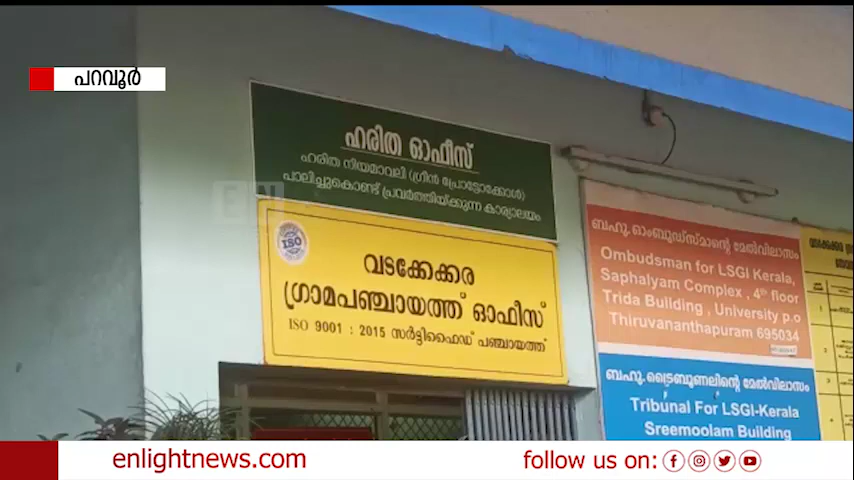 പറവൂർ
ഹരിത ഓഫീസ്
ഹരിത നിയമാവലി (ഗ്രീൻ പ്രോട്ടോക്കോൾ)
പാലിച്ചുകൊണ്ട് പ്രവർത്തിയ്ക്കുന്ന കാര്യാലയം
ISO
വടക്കേക്കര
ഗ്രാമപഞ്ചായത്ത് ഓഫീസ്
ISO 9001 : 2015 സർട്ടിഫൈഡ് പഞ്ചായത്ത്
ബഹു.ഓംബുഡ്സ്മാന്റെ മേൽവിലാസം
Ombudsman for LSGI Kerala,
Saphalyam Complex , 4th floor
Trida Building , University p.o
Thiruvananthapuram 695034
ബഹു.ട്രൈബൂണലിന്റെ മേൽവിലാസം
Tribunal For LSGI-Kerala
Sreemoolam Building
enlightnews.com
follow us on: